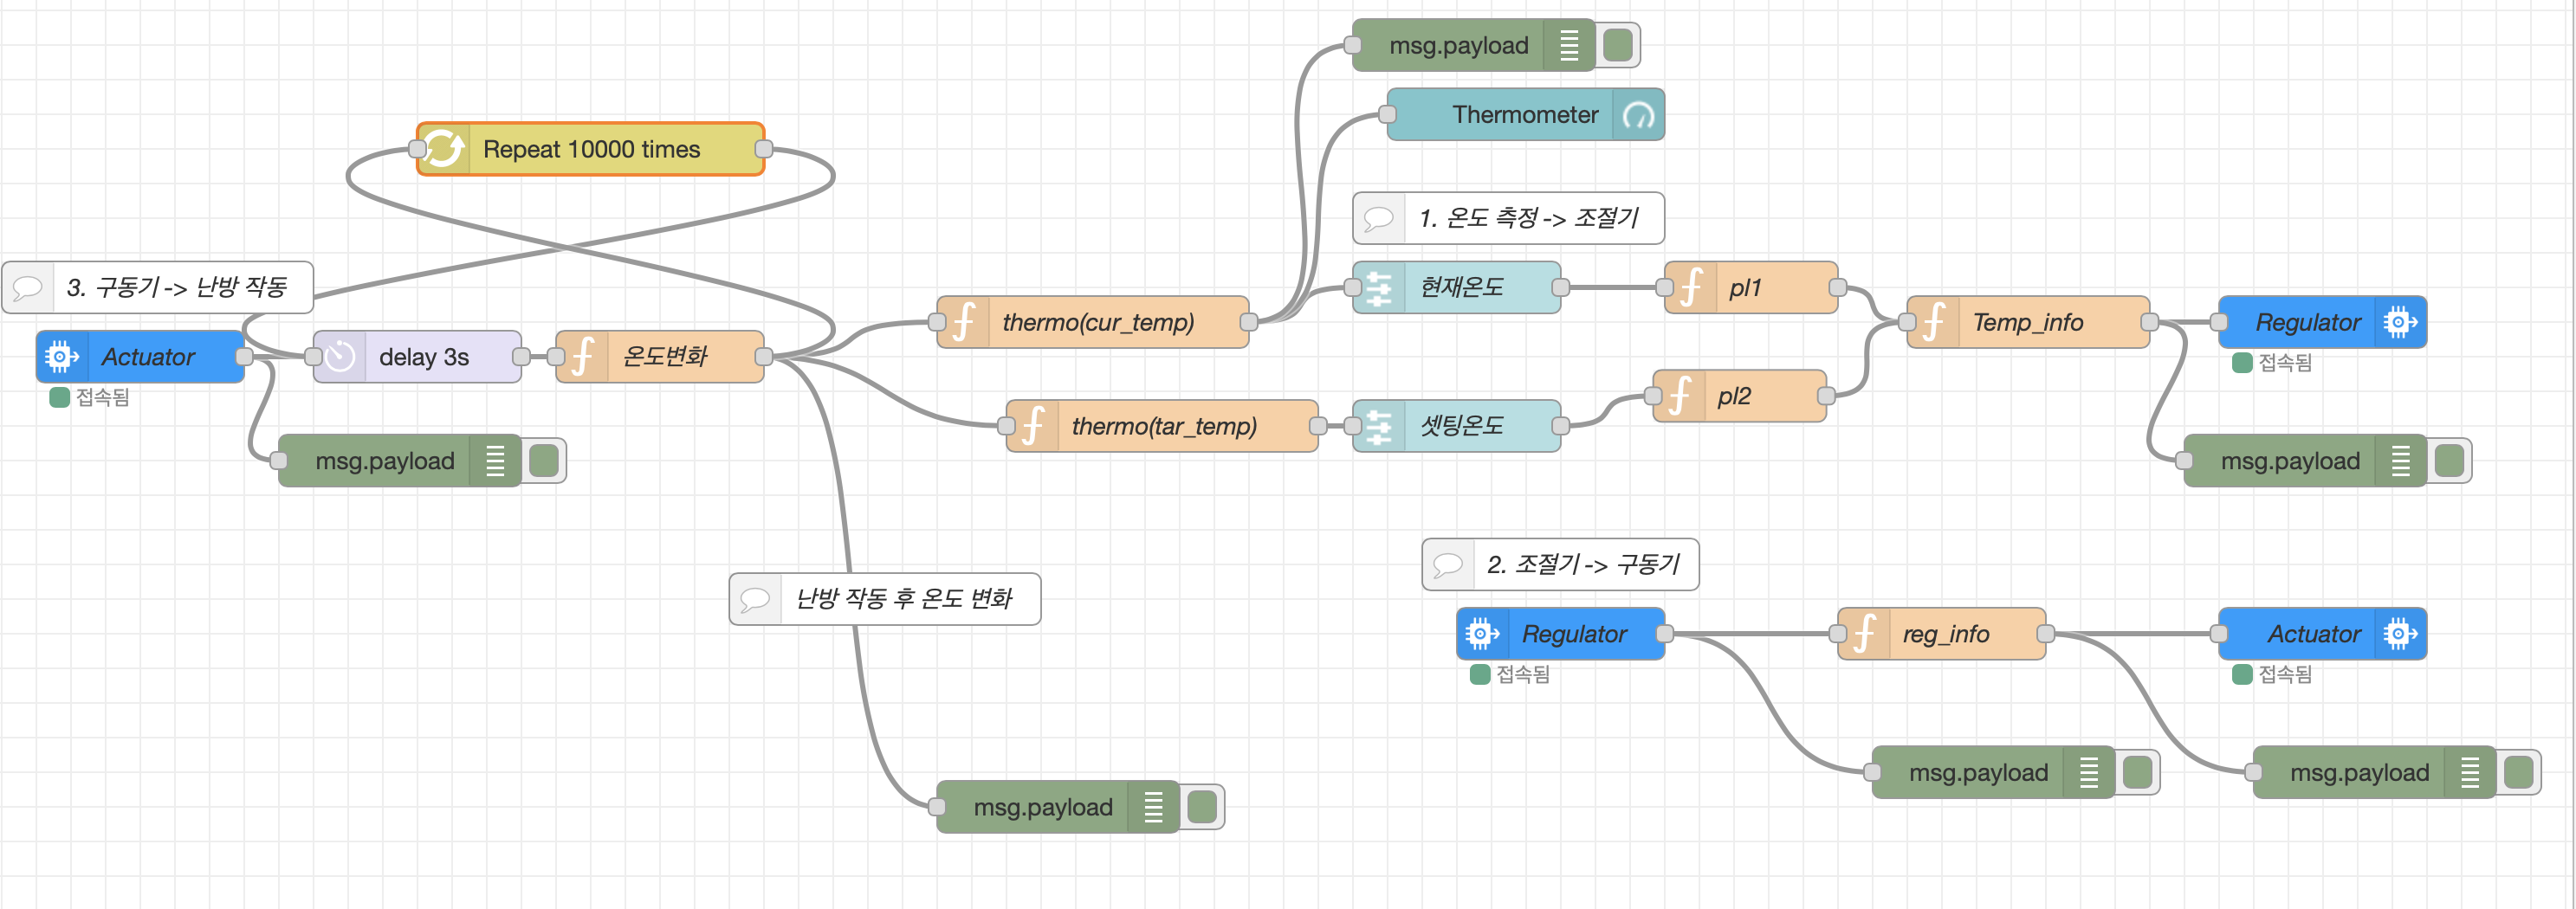 msg.payload
Thermometer
Repeat 10000 times
1. 온도 측정 -> 조절기
3. 구동기 -> 난방 작동
현재온도
pl1
thermo(cur_temp)
Temp_info
Regulator
접속됨
Actuator
접속됨
delay 3s
온도변화
pl2
thermo(tar_temp)
셋팅온도
msg.payload
msg.payload
2. 조절기 -> 구동기
난방 작동 후 온도 변화
Regulator
접속됨
reg_info
Actuator
접속됨
msg.payload
msg.payload
msg.payload